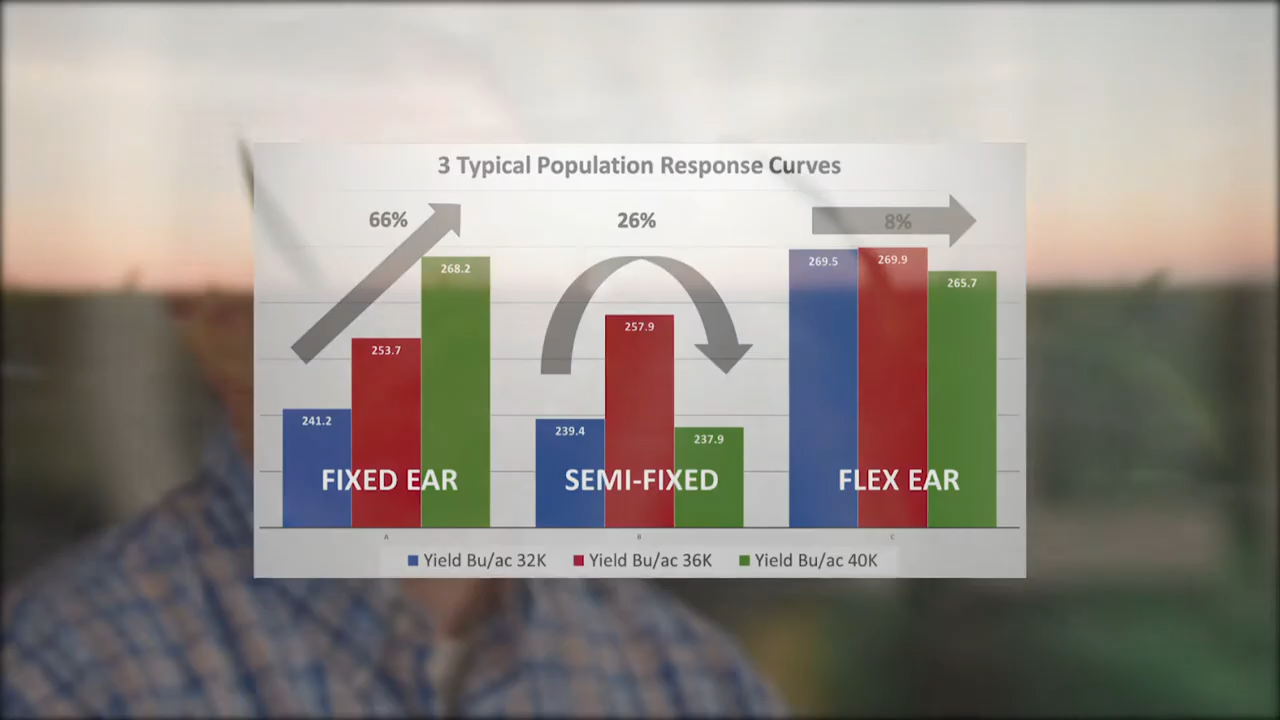 3 Typical Population Response Curves
66%
26%
8%
241.2
253.7
268.2
239.4
257.9
237.9
269.5
269.9
265.7
FIXED EAR
SEMI-FIXED
FLEX EAR
A
B
C
Yield Bu/ac 32K
Yield Bu/ac 36K
Yield Bu/ac 40K